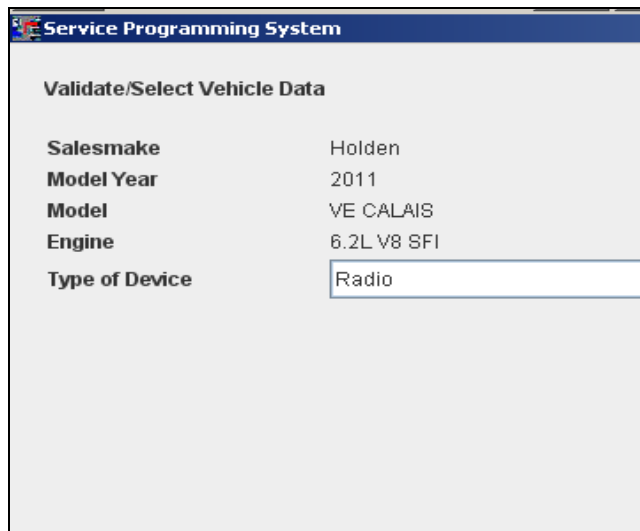 Service Programming System
Validate/Select Vehicle Data
Salesmake Holden
Model Year 2011
Model VE CALAIS
Engine 6.2L V8 SFI
Type of Device Radio